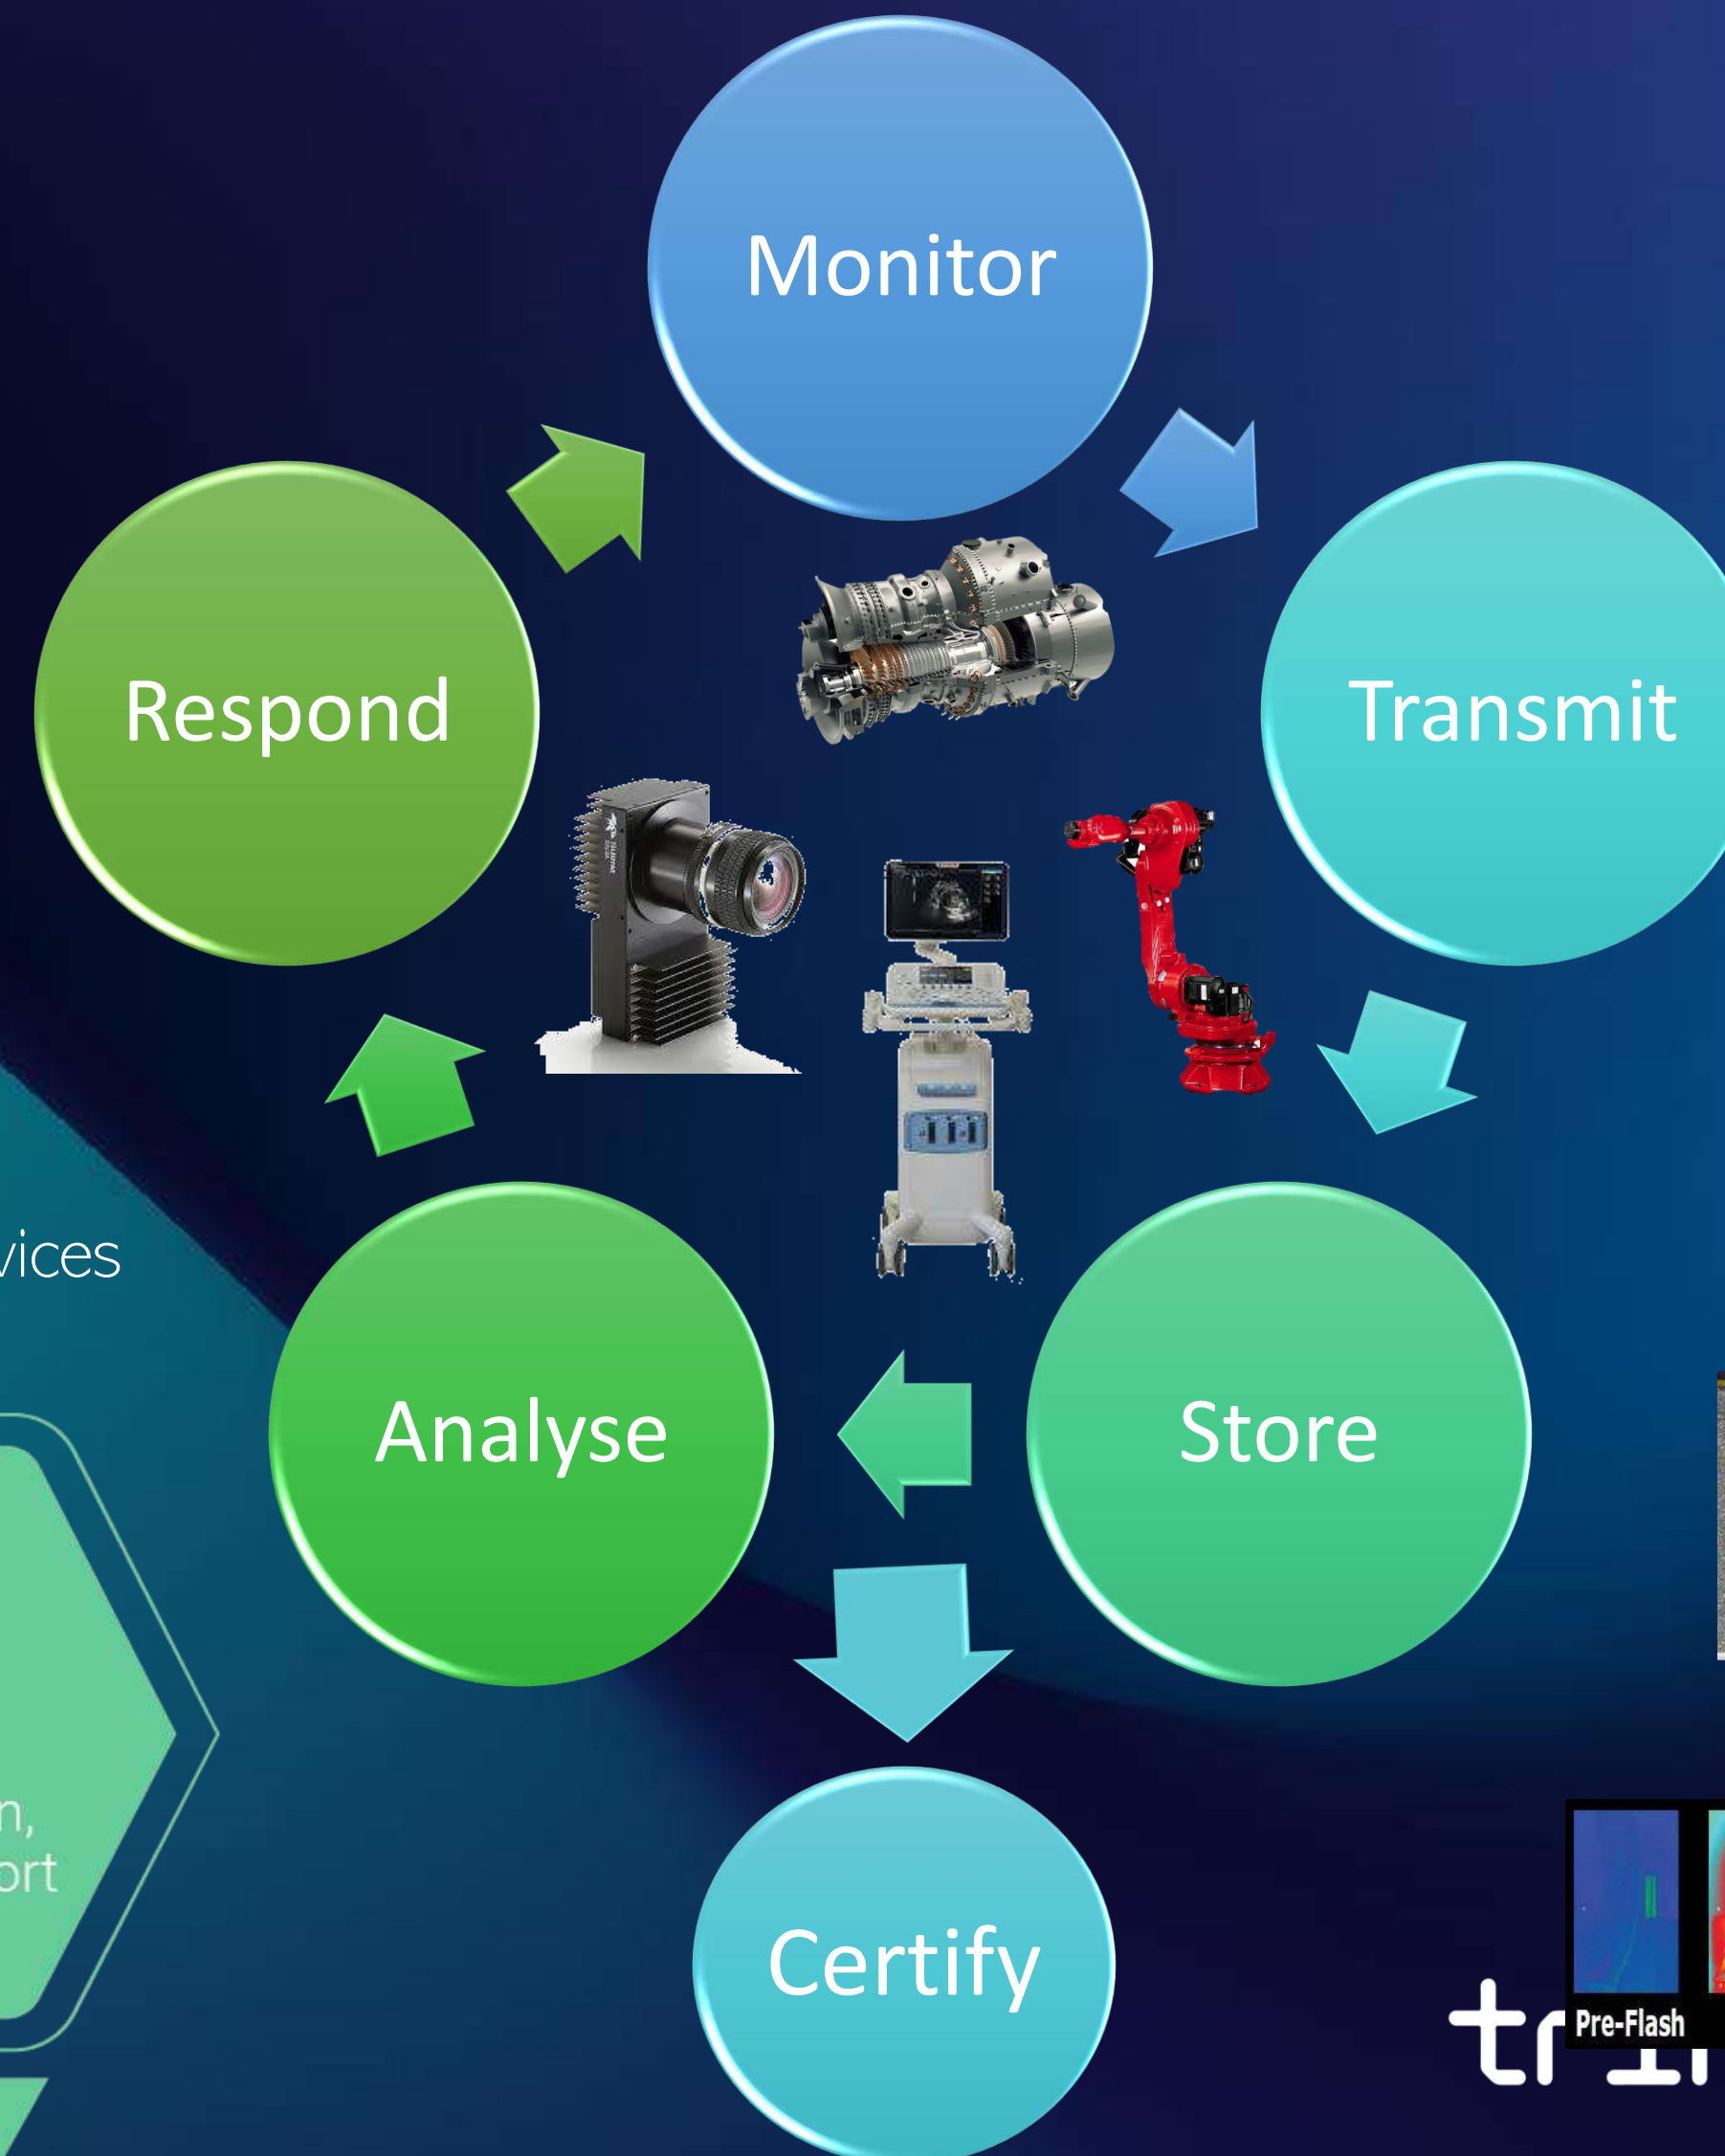 Monitor
Respond
Transmit
Analyse
Store
Certify
Pre-Flash